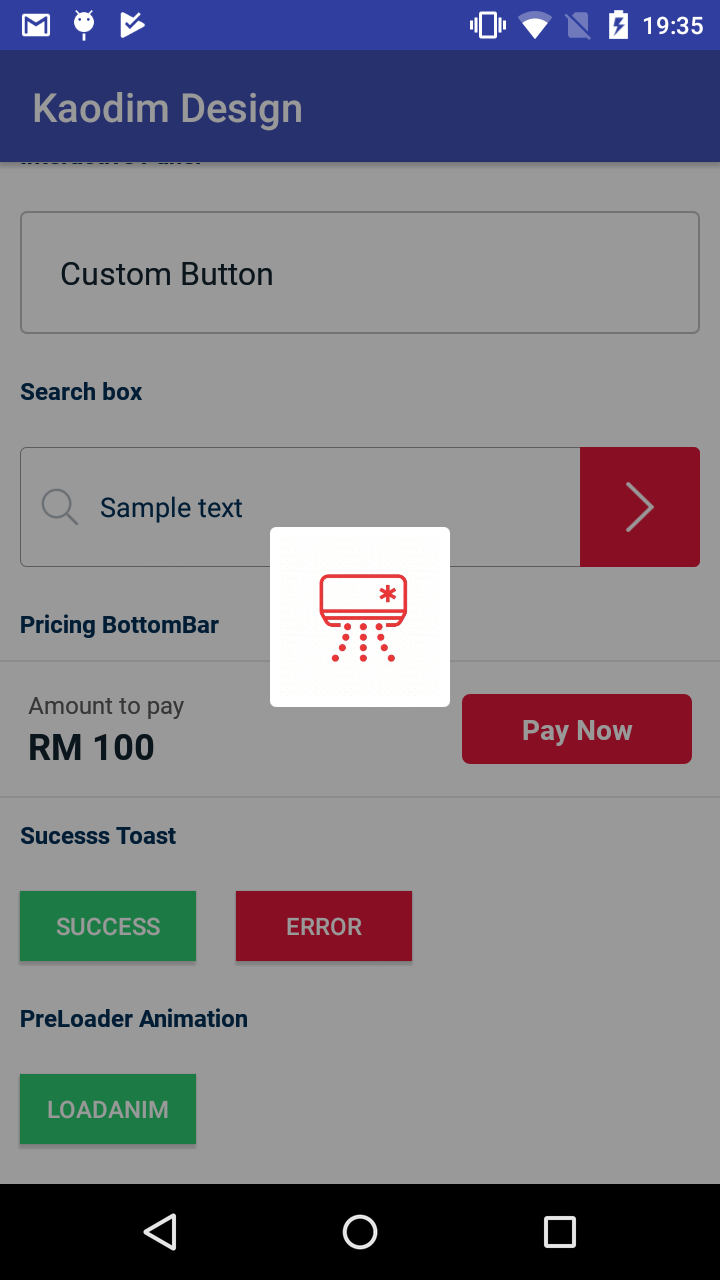 19:35
Kaodim Design
Custom Button
Search box
Sample text
Pricing BottomBar
Amount to pay
RM 100
Pay Now
Sucesss Toast
SUCCESS
ERROR
PreLoader Animation
LOADANIM